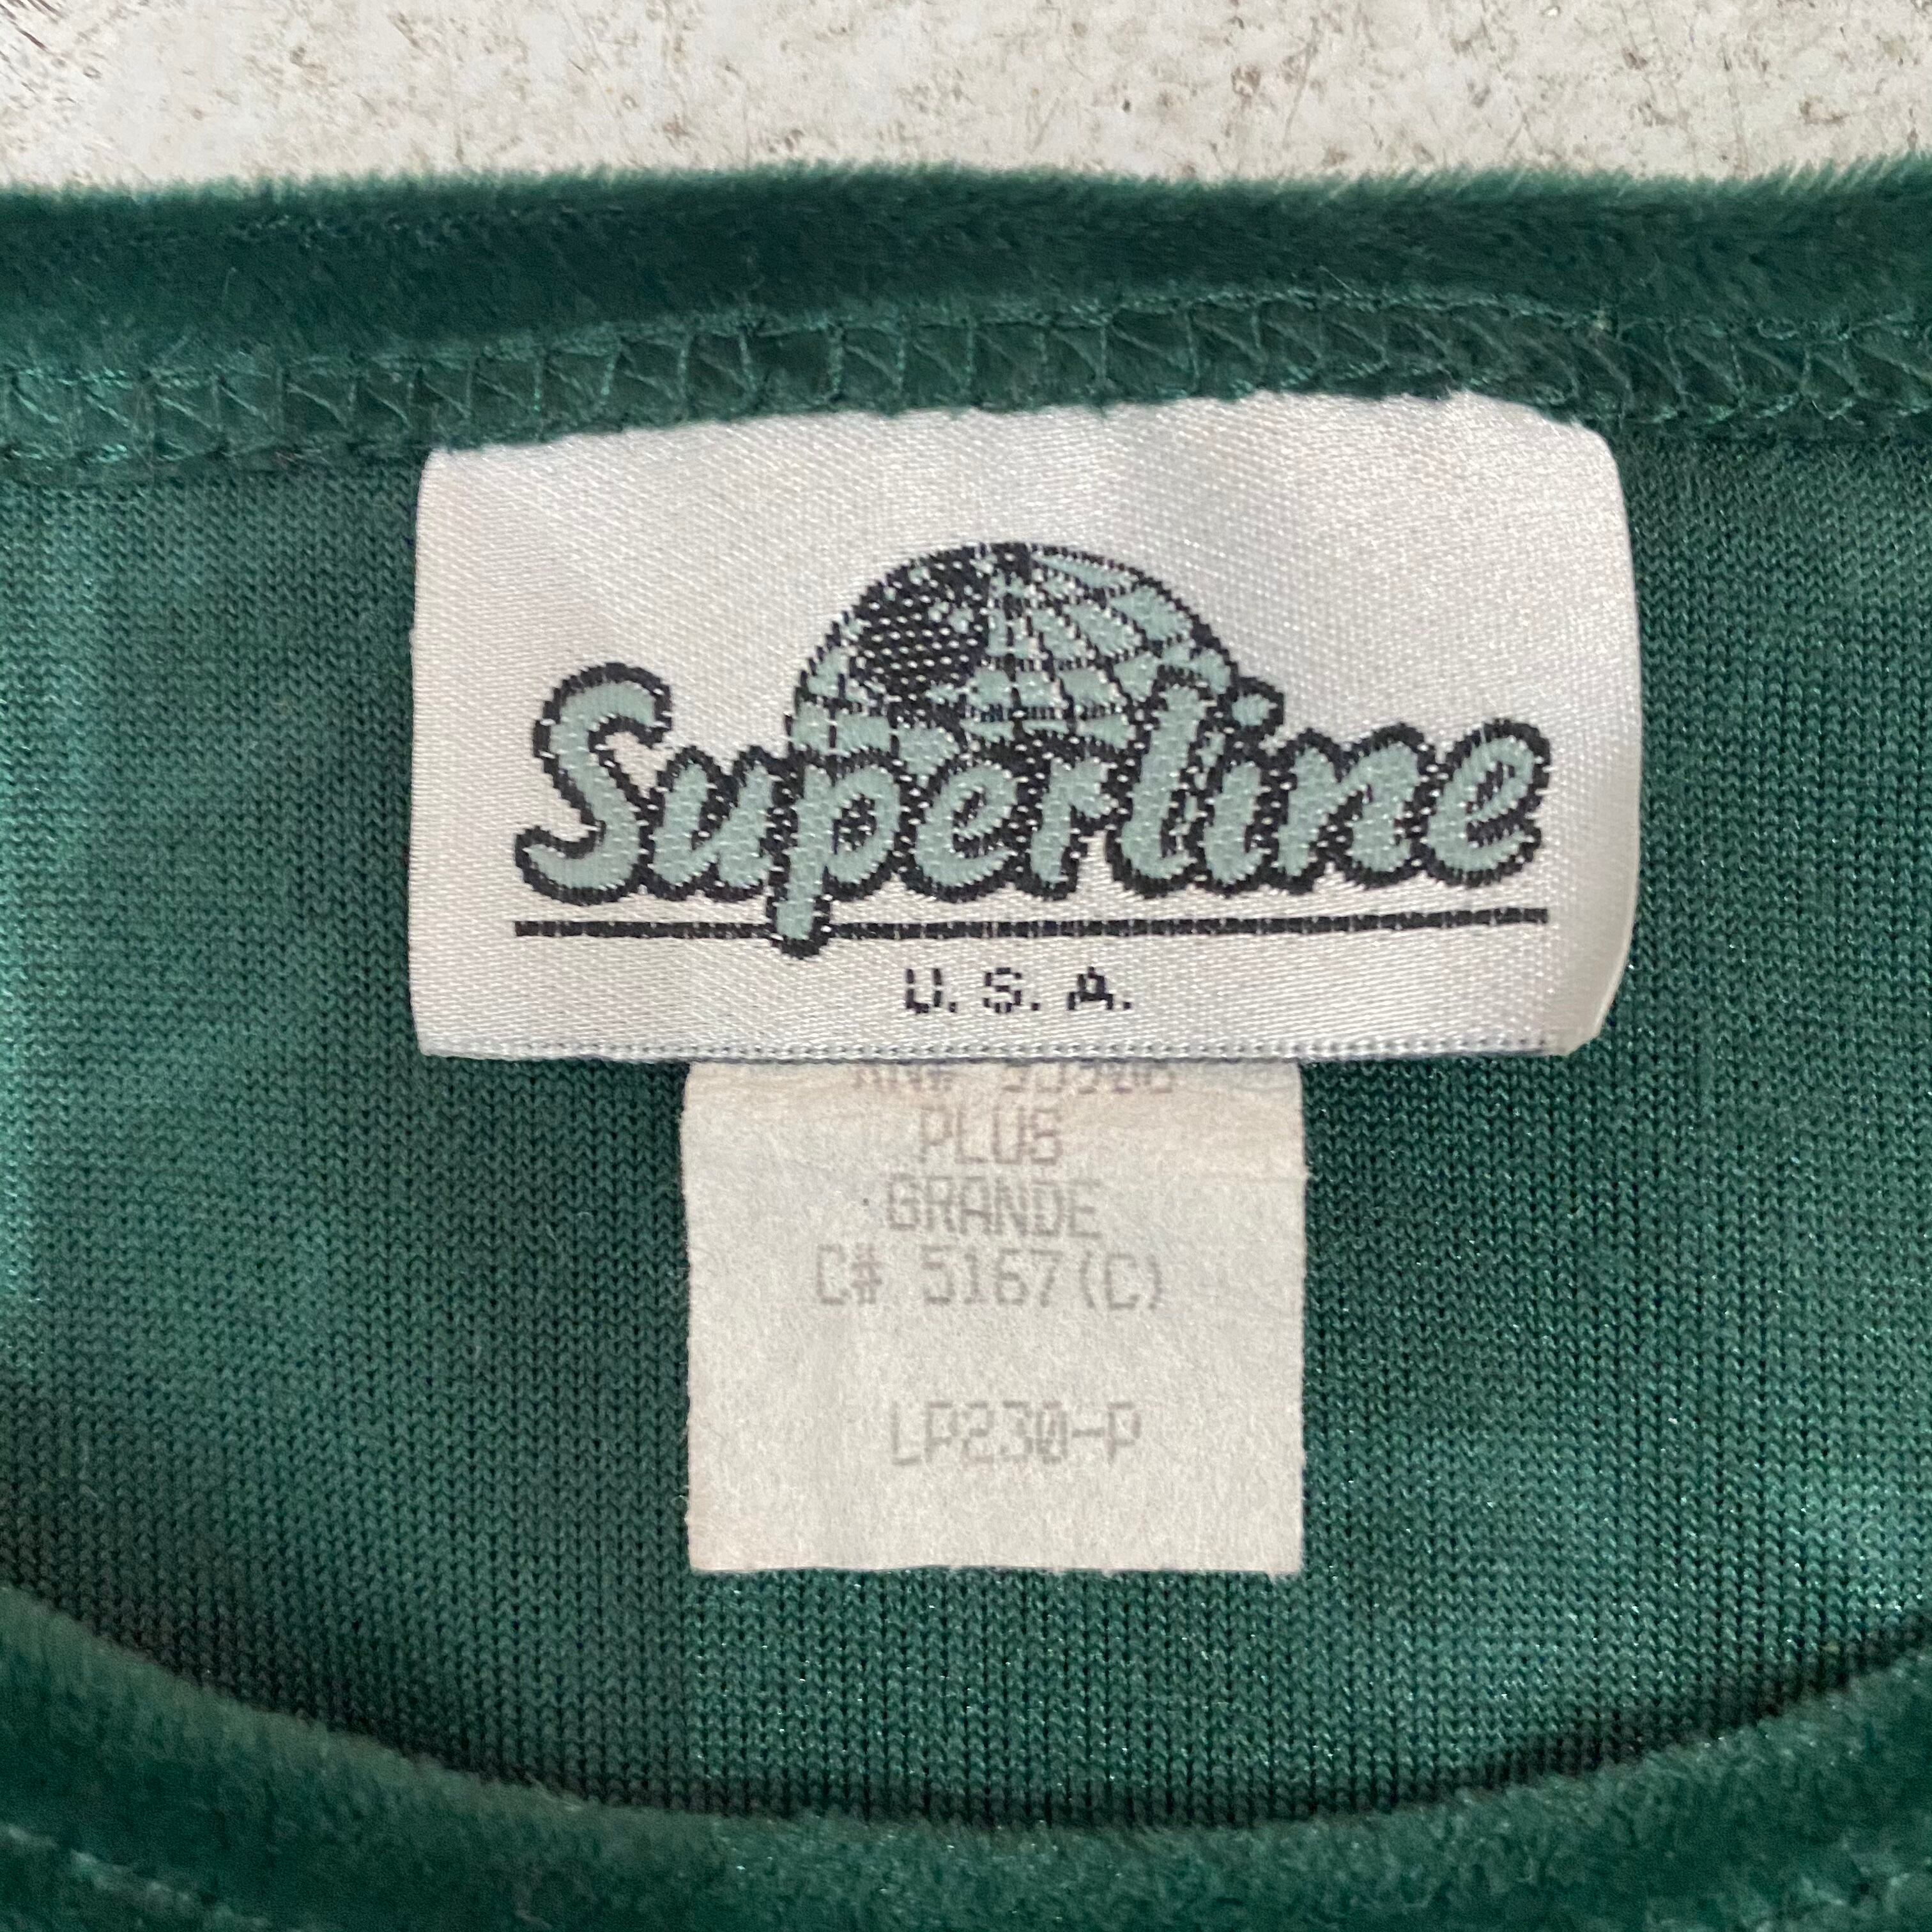 Superline
U.S.A.
PLUS
GRANDE
C# 5167(C)
LP230-P